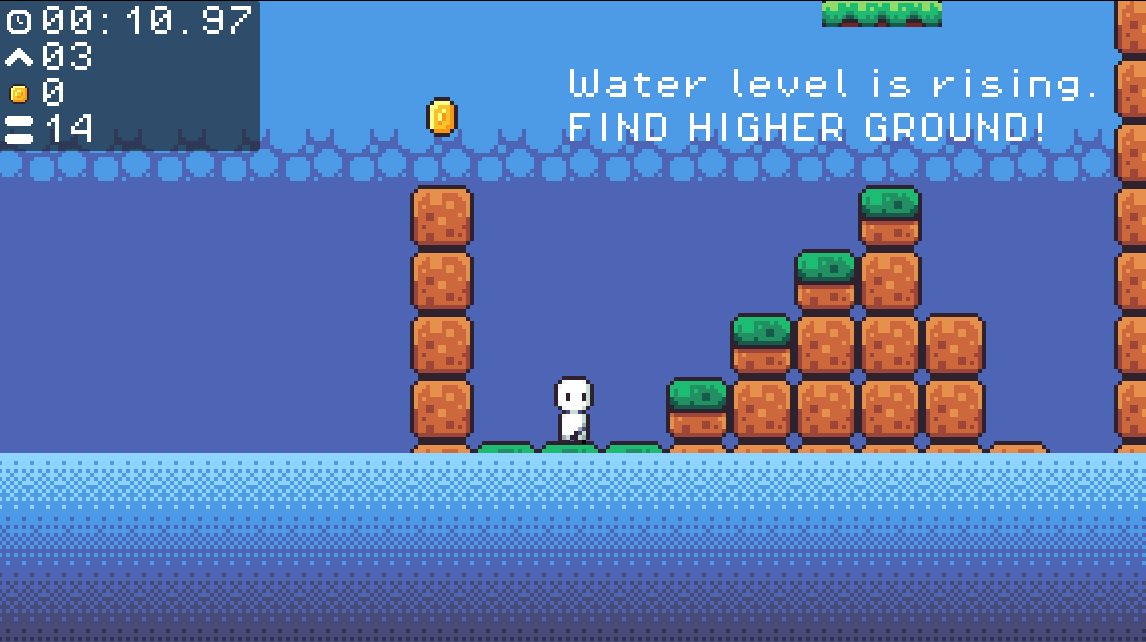 00:10.97
03
0
14
Water level is rising.
FIND HIGHER GROUND!